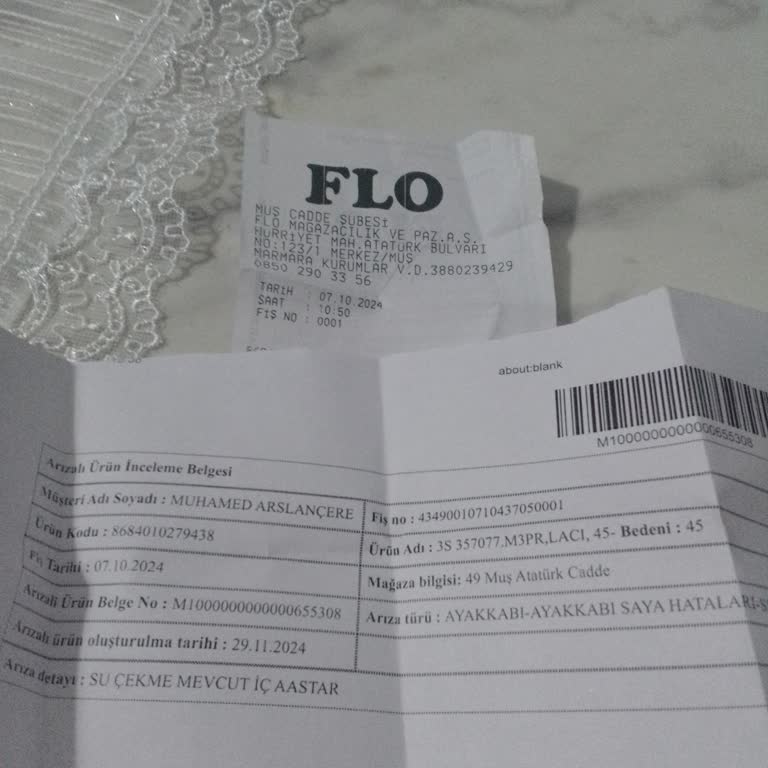 FLO
MUŞ CADDE ŞUBESİ
FLO MAĞAZACILIK VE PAZ.A.Ş.
HÜRRİYET MAH.ATATÜRK BULVARI
NO:123/1 MERKEZ/MUŞ
MARMARA KURUMLAR V.D.3880239429
0850 290 33 56
TARİH : 07.10.2024
SAAT : 10:50
FİŞ NO : 0001
about:blank
M1000000000000655308
Arızalı Ürün İnceleme Belgesi
Müşteri Adı Soyadı : MUHAMED ARSLANÇERE
Fiş no : 43490010710437050001
Ürün Kodu : 8684010279438
Ürün Adı : 3S 357077.M3PR,LACI, 45- Bedeni : 45
Fiş Tarihi : 07.10.2024
Mağaza bilgisi: 49 Muş Atatürk Cadde
Arızalı Ürün Belge No : M1000000000000655308
Arıza türü : AYAKKABI-AYAKKABI SAYA HATALARI-
Arızalı ürün oluşturulma tarihi : 29.11.2024
Arıza detayı : SU ÇEKME MEVCUT İÇ AASTAR